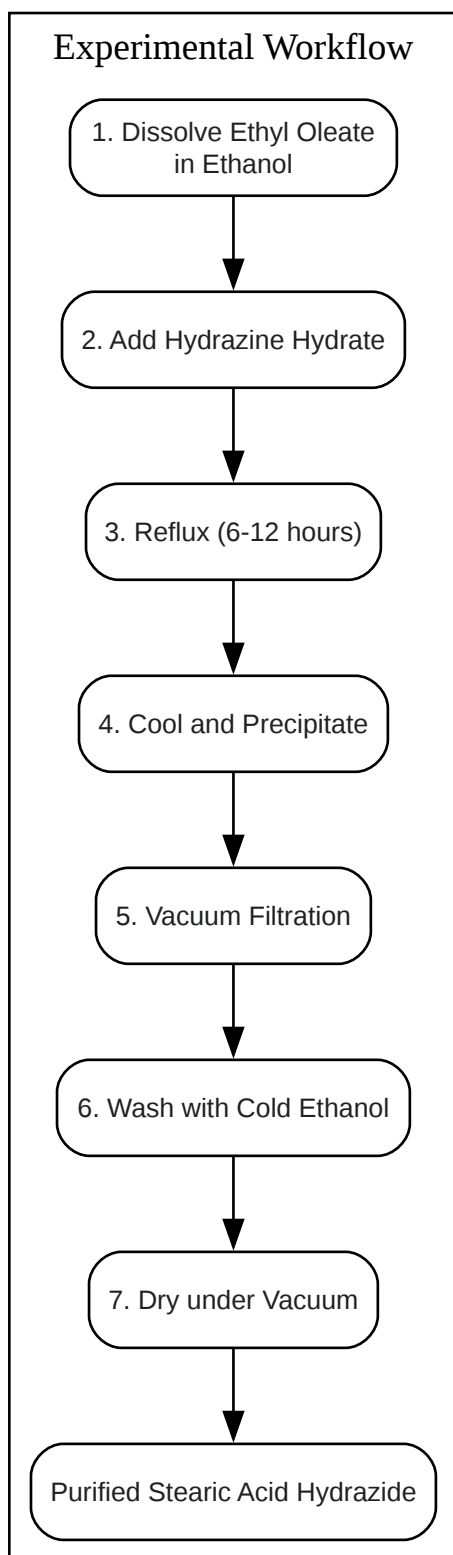 Experimental Workflow
1. Dissolve Ethyl Oleate
in Ethanol
2. Add Hydrazine Hydrate
3. Reflux (6-12 hours)
4. Cool and Precipitate
5. Vacuum Filtration
6. Wash with Cold Ethanol
7. Dry under Vacuum
Purified Stearic Acid Hydrazide